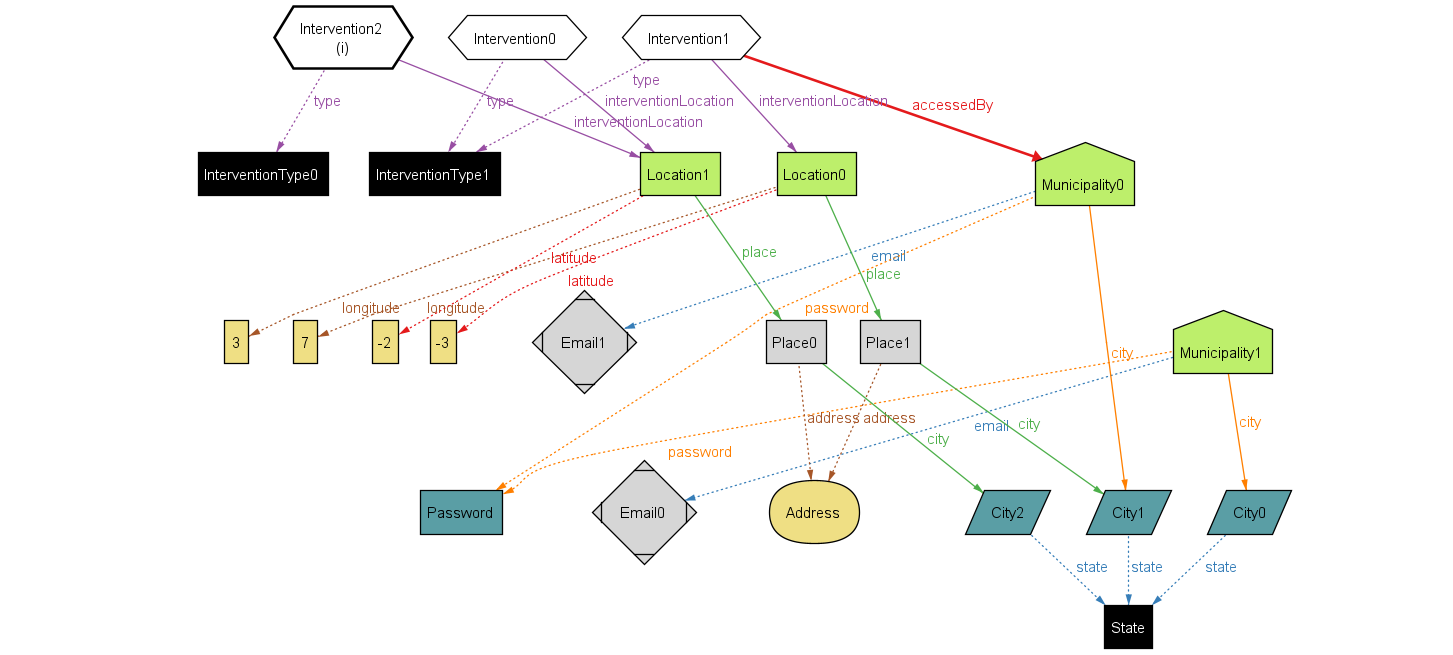 Intervention2
(i)
Intervention0
Intervention1
type
type
type
interventionLocation
interventionLocation
interventionLocation
accessedBy
InterventionType0
InterventionType1
Location1
Location0
Municipality0
place
email
latitude
place
latitude
longitude
longitude
password
3
7
-2
-3
Email1
Place0
Place1
city
Municipality1
address
address
city
email
city
city
password
Password
Email0
Address
City2
City1
City0
state
state
state
State